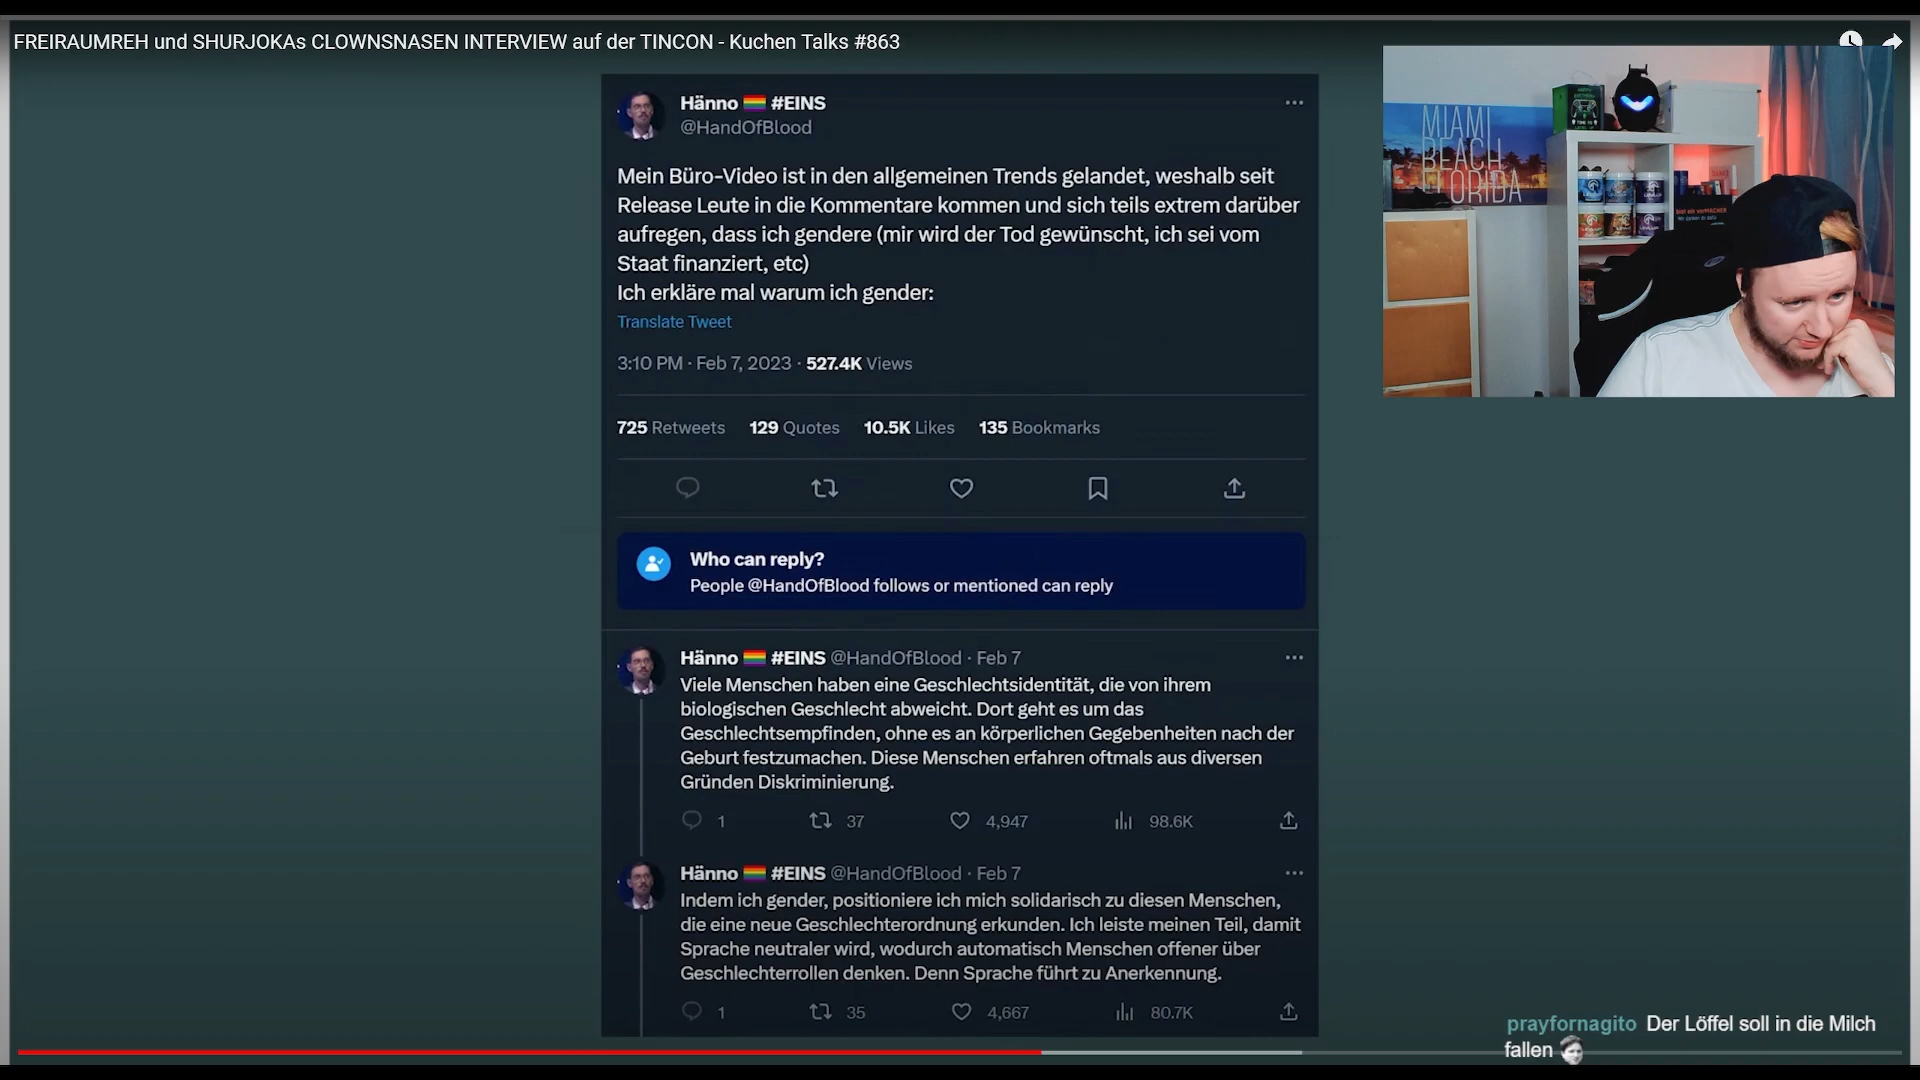 FREIRAUMREH und SHURJOKAs CLOWNSNASEN INTERVIEW auf der TINCON - Kuchen Talks #863
Hänno 🏳️‍🌈 #EINS
@HandOfBlood
Mein Büro-Video ist in den allgemeinen Trends gelandet, weshalb seit
Release Leute in die Kommentare kommen und sich teils extrem darüber
aufregen, dass ich gendere (mir wird der Tod gewünscht, ich sei vom
Staat finanziert, etc)
Ich erkläre mal warum ich gender:
Translate Tweet
3:10 PM · Feb 7, 2023 · 527.4K Views
725 Retweets 129 Quotes 10.5K Likes 135 Bookmarks
Who can reply?
People @HandOfBlood follows or mentioned can reply
Hänno 🏳️‍🌈 #EINS @HandOfBlood · Feb 7
Viele Menschen haben eine Geschlechtsidentität, die von ihrem
biologischen Geschlecht abweicht. Dort geht es um das
Geschlechtsempfinden, ohne es an körperlichen Gegebenheiten nach der
Geburt festzumachen. Diese Menschen erfahren oftmals aus diversen
Gründen Diskriminierung.
1 37 4,947 98.6K
Hänno 🏳️‍🌈 #EINS @HandOfBlood · Feb 7
Indem ich gender, positioniere ich mich solidarisch zu diesen Menschen,
die eine neue Geschlechterordnung erkunden. Ich leiste meinen Teil, damit
Sprache neutraler wird, wodurch automatisch Menschen offener über
Geschlechterrollen denken. Denn Sprache führt zu Anerkennung.
1 35 4,667 80.7K
MIAMI
BEACH
FLORIDA
prayfornagito Der Löffel soll in die Milch
fallen